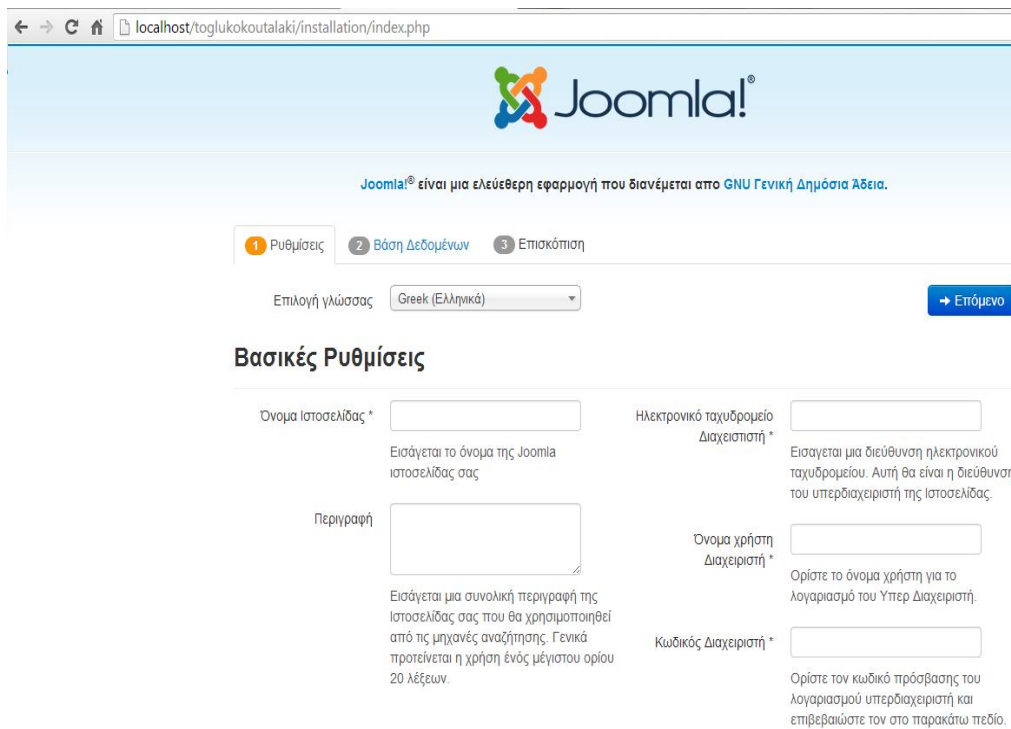 localhost/toglukokoutalaki/installation/index.php
Joomla!®
Joomla!® είναι μια ελεύεθερη εφαρμογή που διανέμεται απο GNU Γενική Δημόσια Άδεια.
1 Ρυθμίσεις 2 Βάση Δεδομένων 3 Επισκόπιση
Επιλογή γλώσσας Greek (Ελληνικά) Επόμενο
Βασικές Ρυθμίσεις
Όνομα Ιστοσελίδας *
Εισάγεται το όνομα της Joomla
ιστοσελίδας σας
Περιγραφή
Εισάγεται μια συνολική περιγραφή της
Ιστοσελίδας σας που θα χρησιμοποιηθεί
από τις μηχανές αναζήτησης. Γενικά
προτείνεται η χρήση ένός μέγιστου ορίου
20 λέξεων.
Ηλεκτρονικό ταχυδρομείο
Διαχειστιστή *
Εισαγεται μια διεύθυνση ηλεκτρονικού
ταχυδρομείου. Αυτή θα είναι η διεύθυνση
του υπερδιαχειριστή της Ιστοσελίδας.
Όνομα χρήστη
Διαχειριστή *
Ορίστε το όνομα χρήστη για το
λογαριασμό του Υπερ Διαχειριστή.
Κωδικός Διαχειριστή *
Ορίστε τον κωδικό πρόσβασης του
λογαριασμού υπερδιαχειριστή και
επιβεβαιώστε τον στο παρακάτω πεδίο.